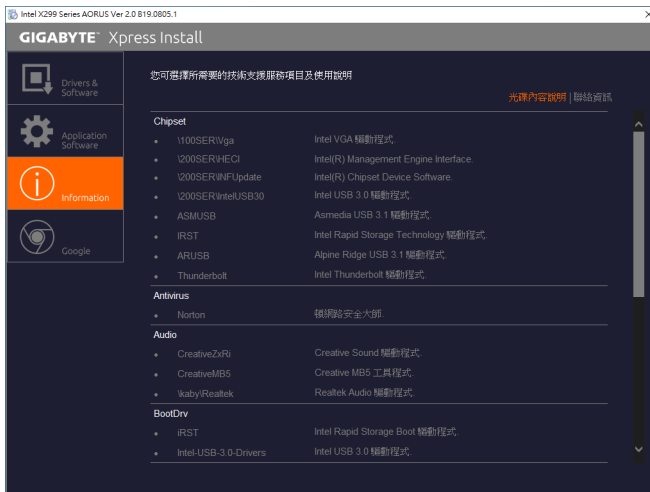 Intel X299 Series AORUS Ver 2.0 B19.0805.1
GIGABYTE™ Xpress Install
Drivers &
Software
Application
Software
Information
Google
您可選擇所需要的技術支援服務項目及使用說明
光碟內容說明 | 聯絡資訊
Chipset
\100SER\Vga Intel VGA 驅動程式.
\200SER\HECI Intel(R) Management Engine Interface.
\200SER\INFUpdate Intel(R) Chipset Device Software.
\200SER\IntelUSB30 Intel USB 3.0 驅動程式.
ASMUSB Asmedia USB 3.1 驅動程式.
IRST Intel Rapid Storage Technology 驅動程式.
ARUSB Alpine Ridge USB 3.1 驅動程式.
Thunderbolt Intel Thunderbolt 驅動程式.
Antivirus
Norton 頓網路安全大師.
Audio
CreativeZxRi Creative Sound 驅動程式.
CreativeMB5 Creative MB5 工具程式.
\kaby\Realtek Realtek Audio 驅動程式.
BootDrv
iRST Intel Rapid Storage Boot 驅動程式.
Intel-USB-3.0-Drivers Intel USB 3.0 驅動程式.